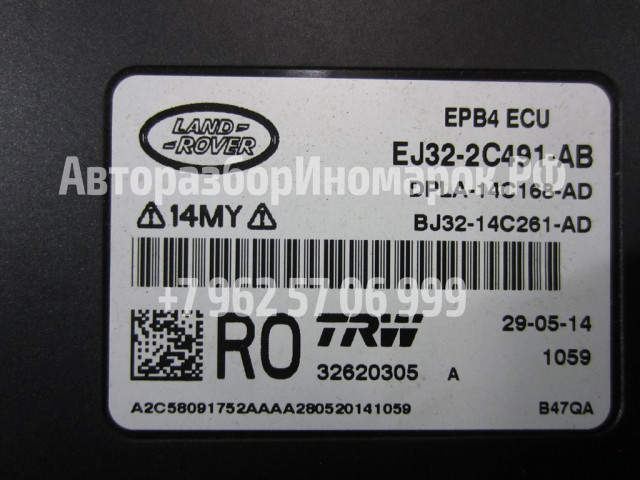 LAND-
-ROVER
EPB4 ECU
EJ32-2C491-AB
АвторазборИномарок.РФ
DPLA-14C168-AD
14MY
BJ32-14C261-AD
+7 962 57 06 999
RO TRW
29-05-14
32620305 A
1059
A2C58091752AAAA280520141059
B47QA